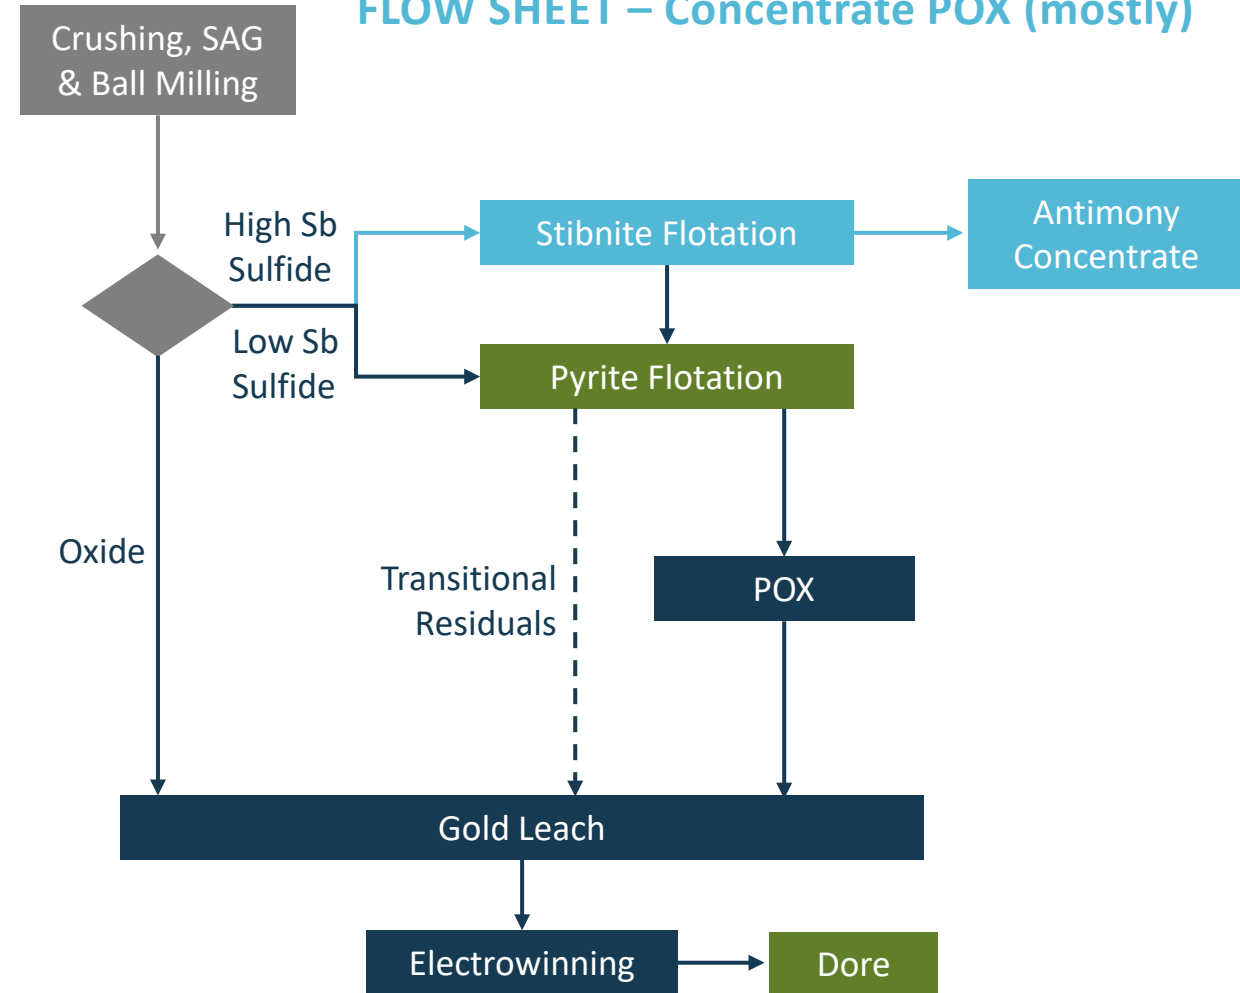 FLOW SHEET – Concentrate POX (mostly)
Crushing, SAG
& Ball Milling
High Sb
Sulfide
Stibnite Flotation
Antimony
Concentrate
Low Sb
Sulfide
Pyrite Flotation
Oxide
Transitional
Residuals
POX
Gold Leach
Electrowinning
Dore